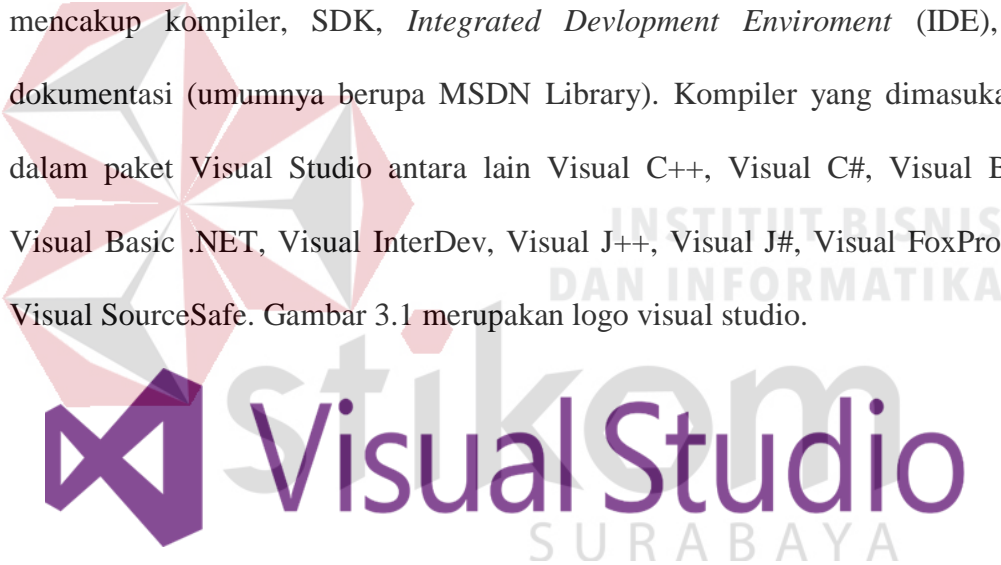 mencakup kompiler, SDK, Integrated Devlopment Enviroment (IDE),
dokumentasi (umumnya berupa MSDN Library). Kompiler yang dimasuka
dalam paket Visual Studio antara lain Visual C++, Visual C#, Visual B
INSTITUT BISNIS
Visual Basic .NET, Visual InterDev, Visual J++, Visual J#, Visual FoxPro
DAN INFORMATIKA
Visual SourceSafe. Gambar 3.1 merupakan logo visual studio.
stikom
Visual Studio
SURABAYA